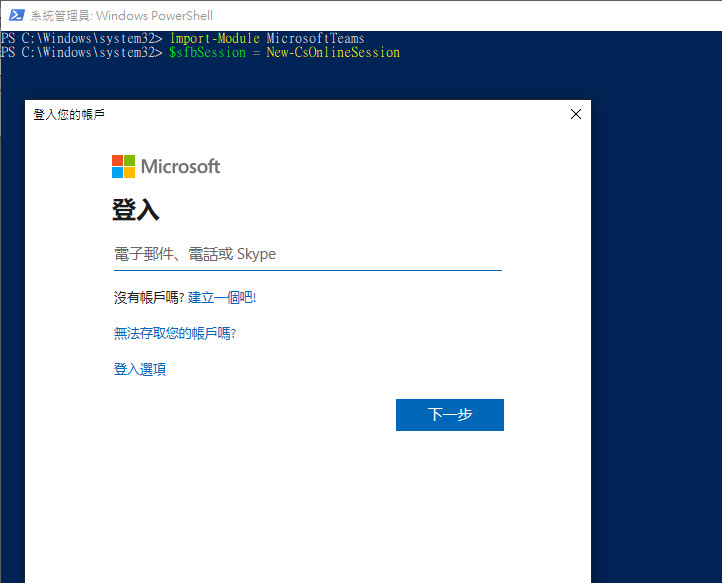 系統管理員: Windows PowerShell
PS C:\Windows\system32> Import-Module MicrosoftTeams
PS C:\Windows\system32> $sfbSession = New-CsOnlineSession
登入您的帳戶
Microsoft
登入
電子郵件、電話或 Skype
沒有帳戶嗎? 建立一個吧!
無法存取您的帳戶嗎?
登入選項
下一步